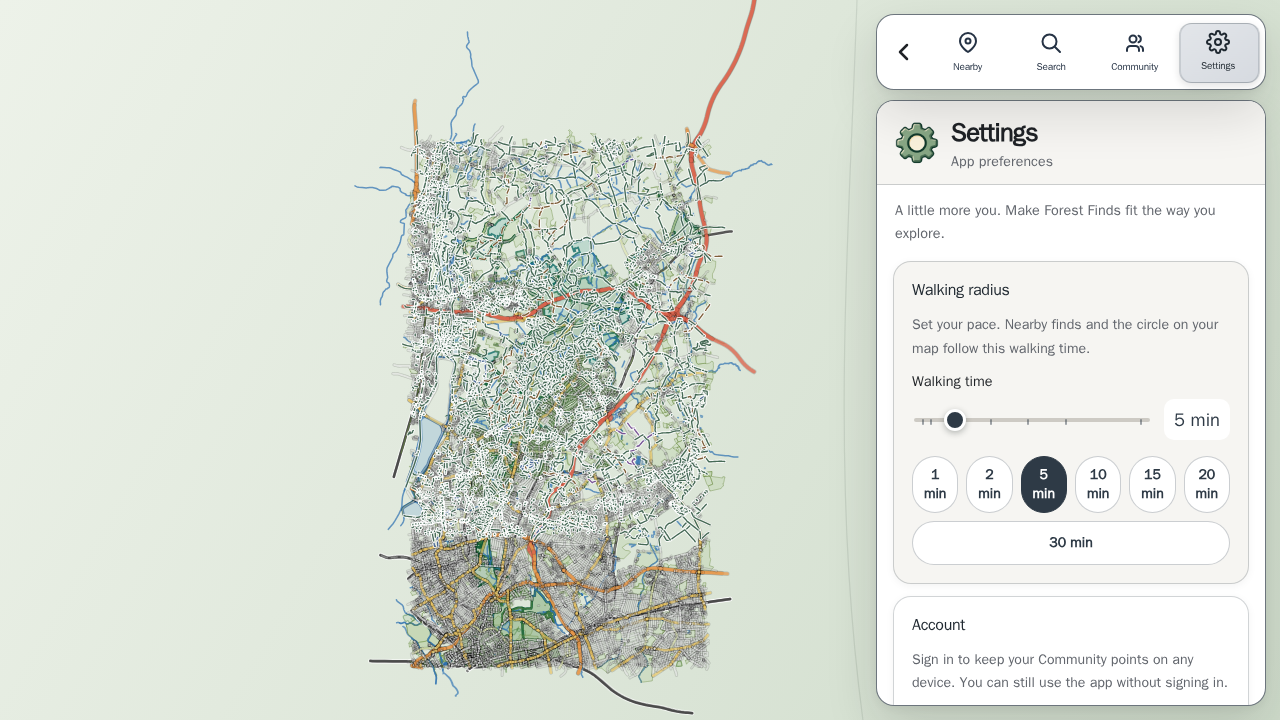 Nearby
Search
Community
Settings
Settings
App preferences
A little more you. Make Forest Finds fit the way you
explore.
Walking radius
Set your pace. Nearby finds and the circle on your
map follow this walking time.
Walking time
5 min
1
min
2
min
5
min
10
min
15
min
20
min
30 min
Account
Sign in to keep your Community points on any
device. You can still use the app without signing in.